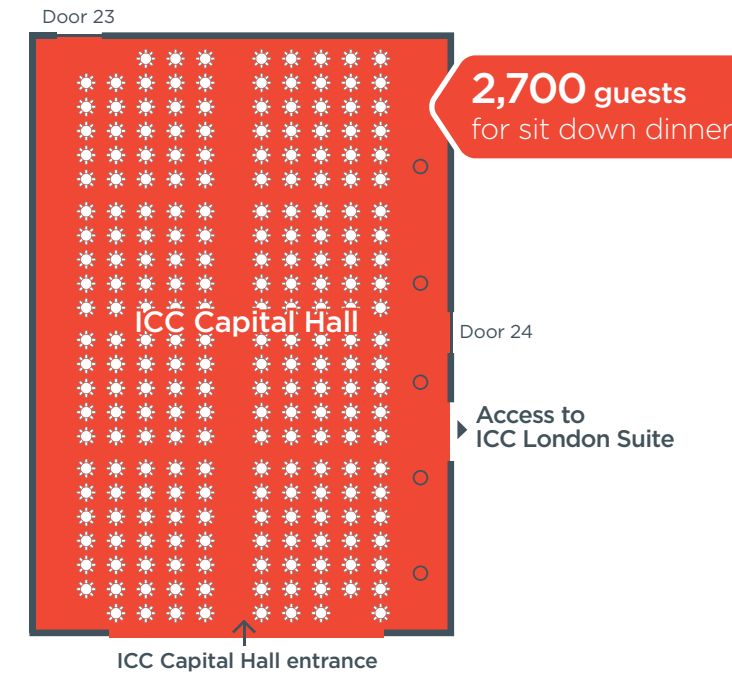 Door 23
2,700 guests
for sit down dinner
ICC Capital Hall
Door 24
Access to
ICC London Suite
ICC Capital Hall entrance